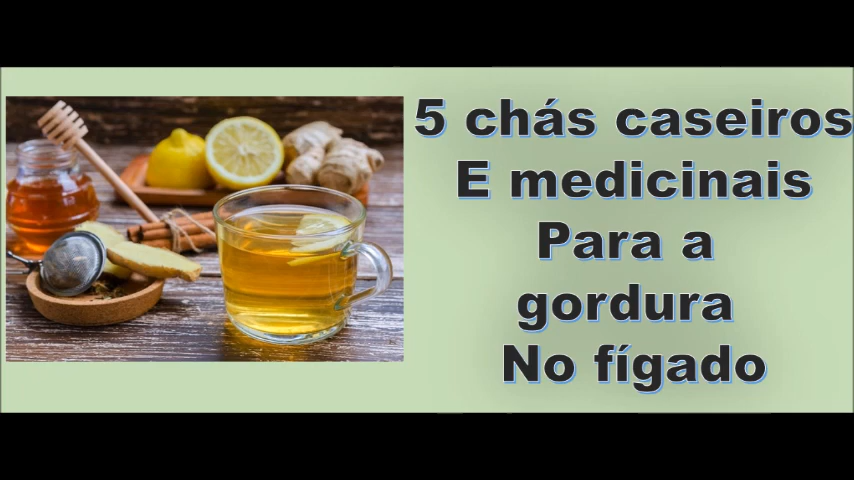 5 chás caseiros
E medicinais
Para a
gordura
No fígado